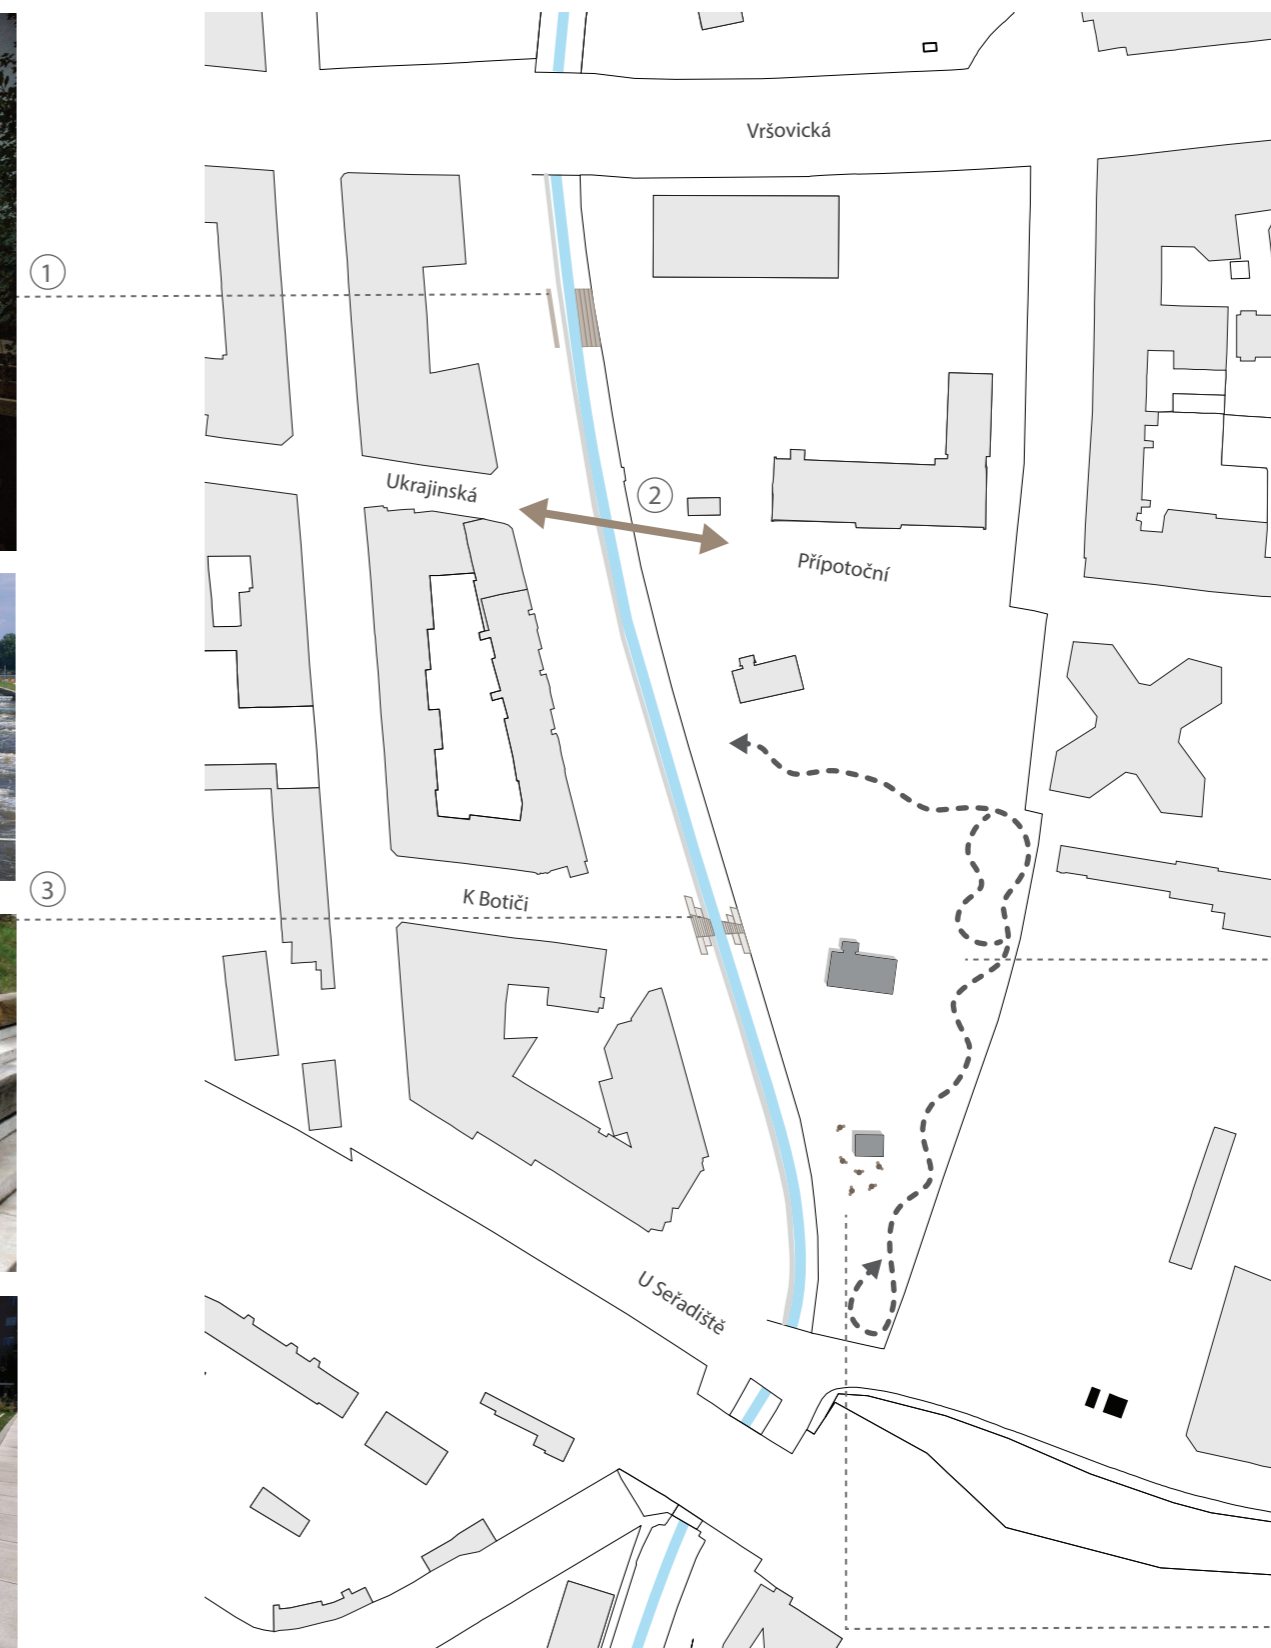 Vršovická
1
Ukrajinská
2
Přípotoční
3
K Botiči
U Seřadiště